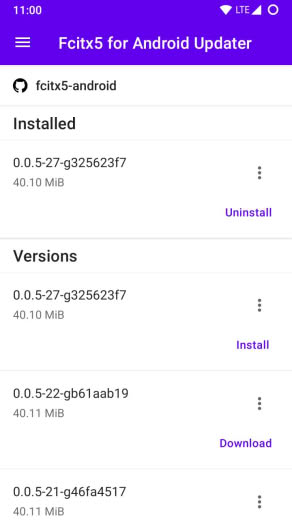 11:00
LTE
Fcitx5 for Android Updater
fcitx5-android
Installed
0.0.5-27-g325623f7
40.10 MiB
Uninstall
Versions
0.0.5-27-g325623f7
40.10 MiB
Install
0.0.5-22-gb61aab19
40.11 MiB
Download
0.0.5-21-g46fa4517
40.11 MiB